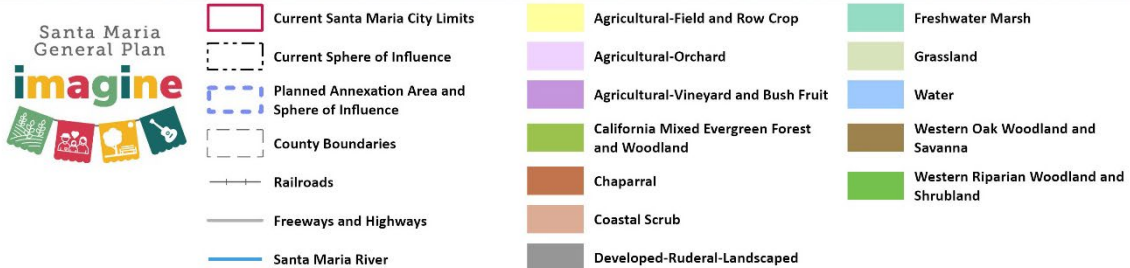 Santa Maria
General Plan
imagine
Current Santa Maria City Limits
Current Sphere of Influence
Planned Annexation Area and
Sphere of Influence
County Boundaries
Railroads
Freeways and Highways
Santa Maria River
Agricultural-Field and Row Crop
Agricultural-Orchard
Agricultural-Vineyard and Bush Fruit
California Mixed Evergreen Forest
and Woodland
Chaparral
Coastal Scrub
Developed-Ruderal-Landscaped
Freshwater Marsh
Grassland
Water
Western Oak Woodland and
Savanna
Western Riparian Woodland and
Shrubland